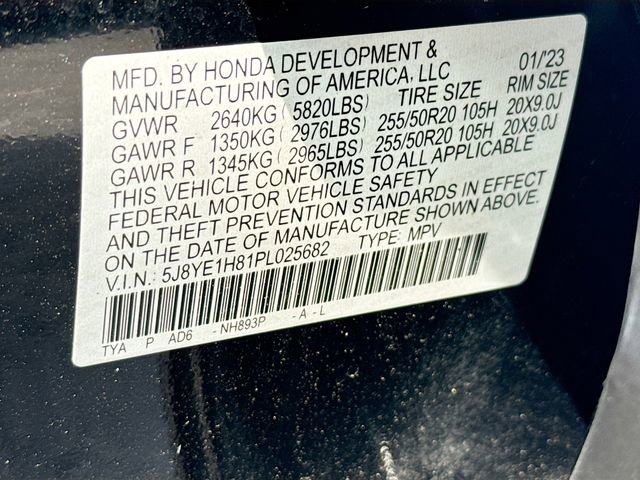 MFD. BY HONDA DEVELOPMENT & 01/'23
MANUFACTURING OF AMERICA, LLC
GVWR 2640KG (5820LBS) TIRE SIZE RIM SIZE
GAWR F 1350KG (2976LBS) 255/50R20 105H 20X9.0J
GAWR R 1345KG (2965LBS) 255/50R20 105H 20X9.0J
THIS VEHICLE CONFORMS TO ALL APPLICABLE
FEDERAL MOTOR VEHICLE SAFETY
AND THEFT PREVENTION STANDARDS IN EFFECT
ON THE DATE OF MANUFACTURE SHOWN ABOVE.
V.I.N.: 5J8YE1H81PL025682 TYPE: MPV
TYA P AD6 -NH893P -A-L